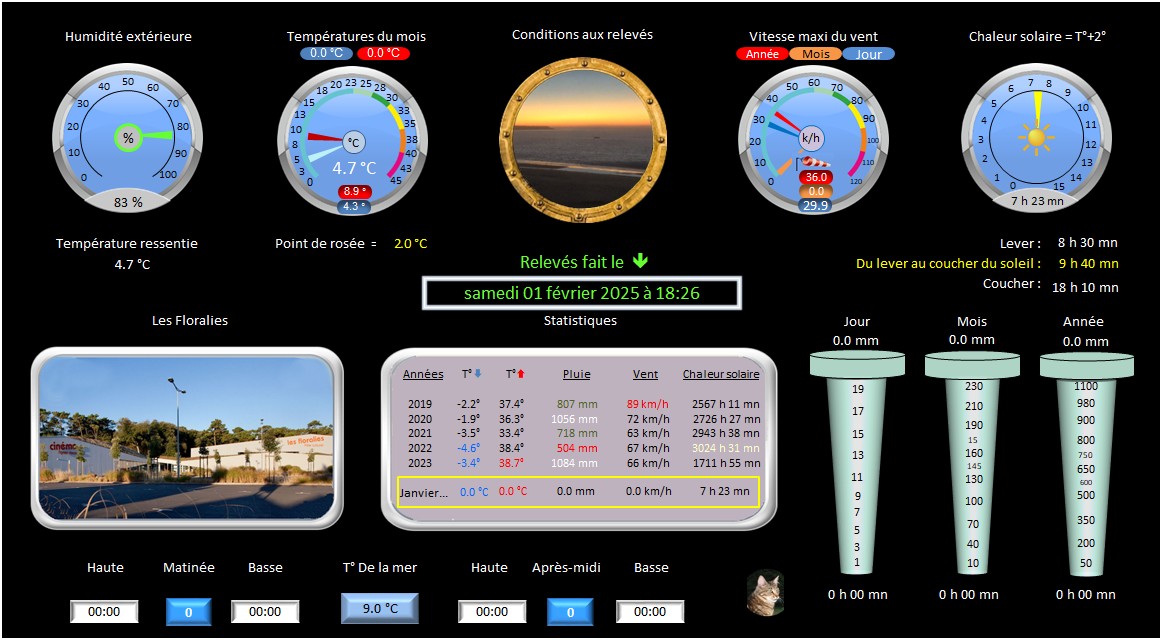 Humidité extérieure
Températures du mois
Conditions aux relevés
Vitesse maxi du vent
Chaleur solaire = T°+2°
0.0 °C 0.0 °C
Année Mois Jour
0 10 20 30 40 50 60 70 80 90 100
%
83 %
0 3 5 8 10 13 15 18 20 23 25 28 30 33 35 38 40 43 45
°C
4.7 °C
8.9 °
4.3 °
0 10 20 30 40 50 60 70 80 90 100 110 120
k/h
36.0
0.0
29.9
0 1 2 3 4 5 6 7 8 9 10 11 12 13 14 15
7 h 23 mn
Température ressentie
4.7 °C
Point de rosée = 2.0 °C
Relevés fait le
samedi 01 février 2025 à 18:26
Lever : 8 h 30 mn
Du lever au coucher du soleil : 9 h 40 mn
Coucher : 18 h 10 mn
Les Floralies
cinéma
les floralies
Statistiques
Années T° T° Pluie Vent Chaleur solaire
2019 -2.2° 37.4° 807 mm 89 km/h 2567 h 11 mn
2020 -1.9° 36.3° 1056 mm 72 km/h 2726 h 27 mn
2021 -3.5° 33.4° 718 mm 63 km/h 2943 h 38 mn
2022 -4.6° 38.4° 504 mm 67 km/h 3024 h 31 mn
2023 -3.4° 38.7° 1084 mm 66 km/h 1711 h 55 mn
Janvier... 0.0 °C 0.0 °C 0.0 mm 0.0 km/h 7 h 23 mn
Jour
0.0 mm
19
17
15
13
11
9
7
5
3
1
0 h 00 mn
Mois
0.0 mm
230
210
190
15
160
145
130
100
70
40
10
0 h 00 mn
Année
0.0 mm
1100
980
900
800
750
650
600
500
350
200
50
0 h 00 mn
Haute Matinée Basse T° De la mer Haute Après-midi Basse
00:00 0 00:00 9.0 °C 00:00 0 00:00